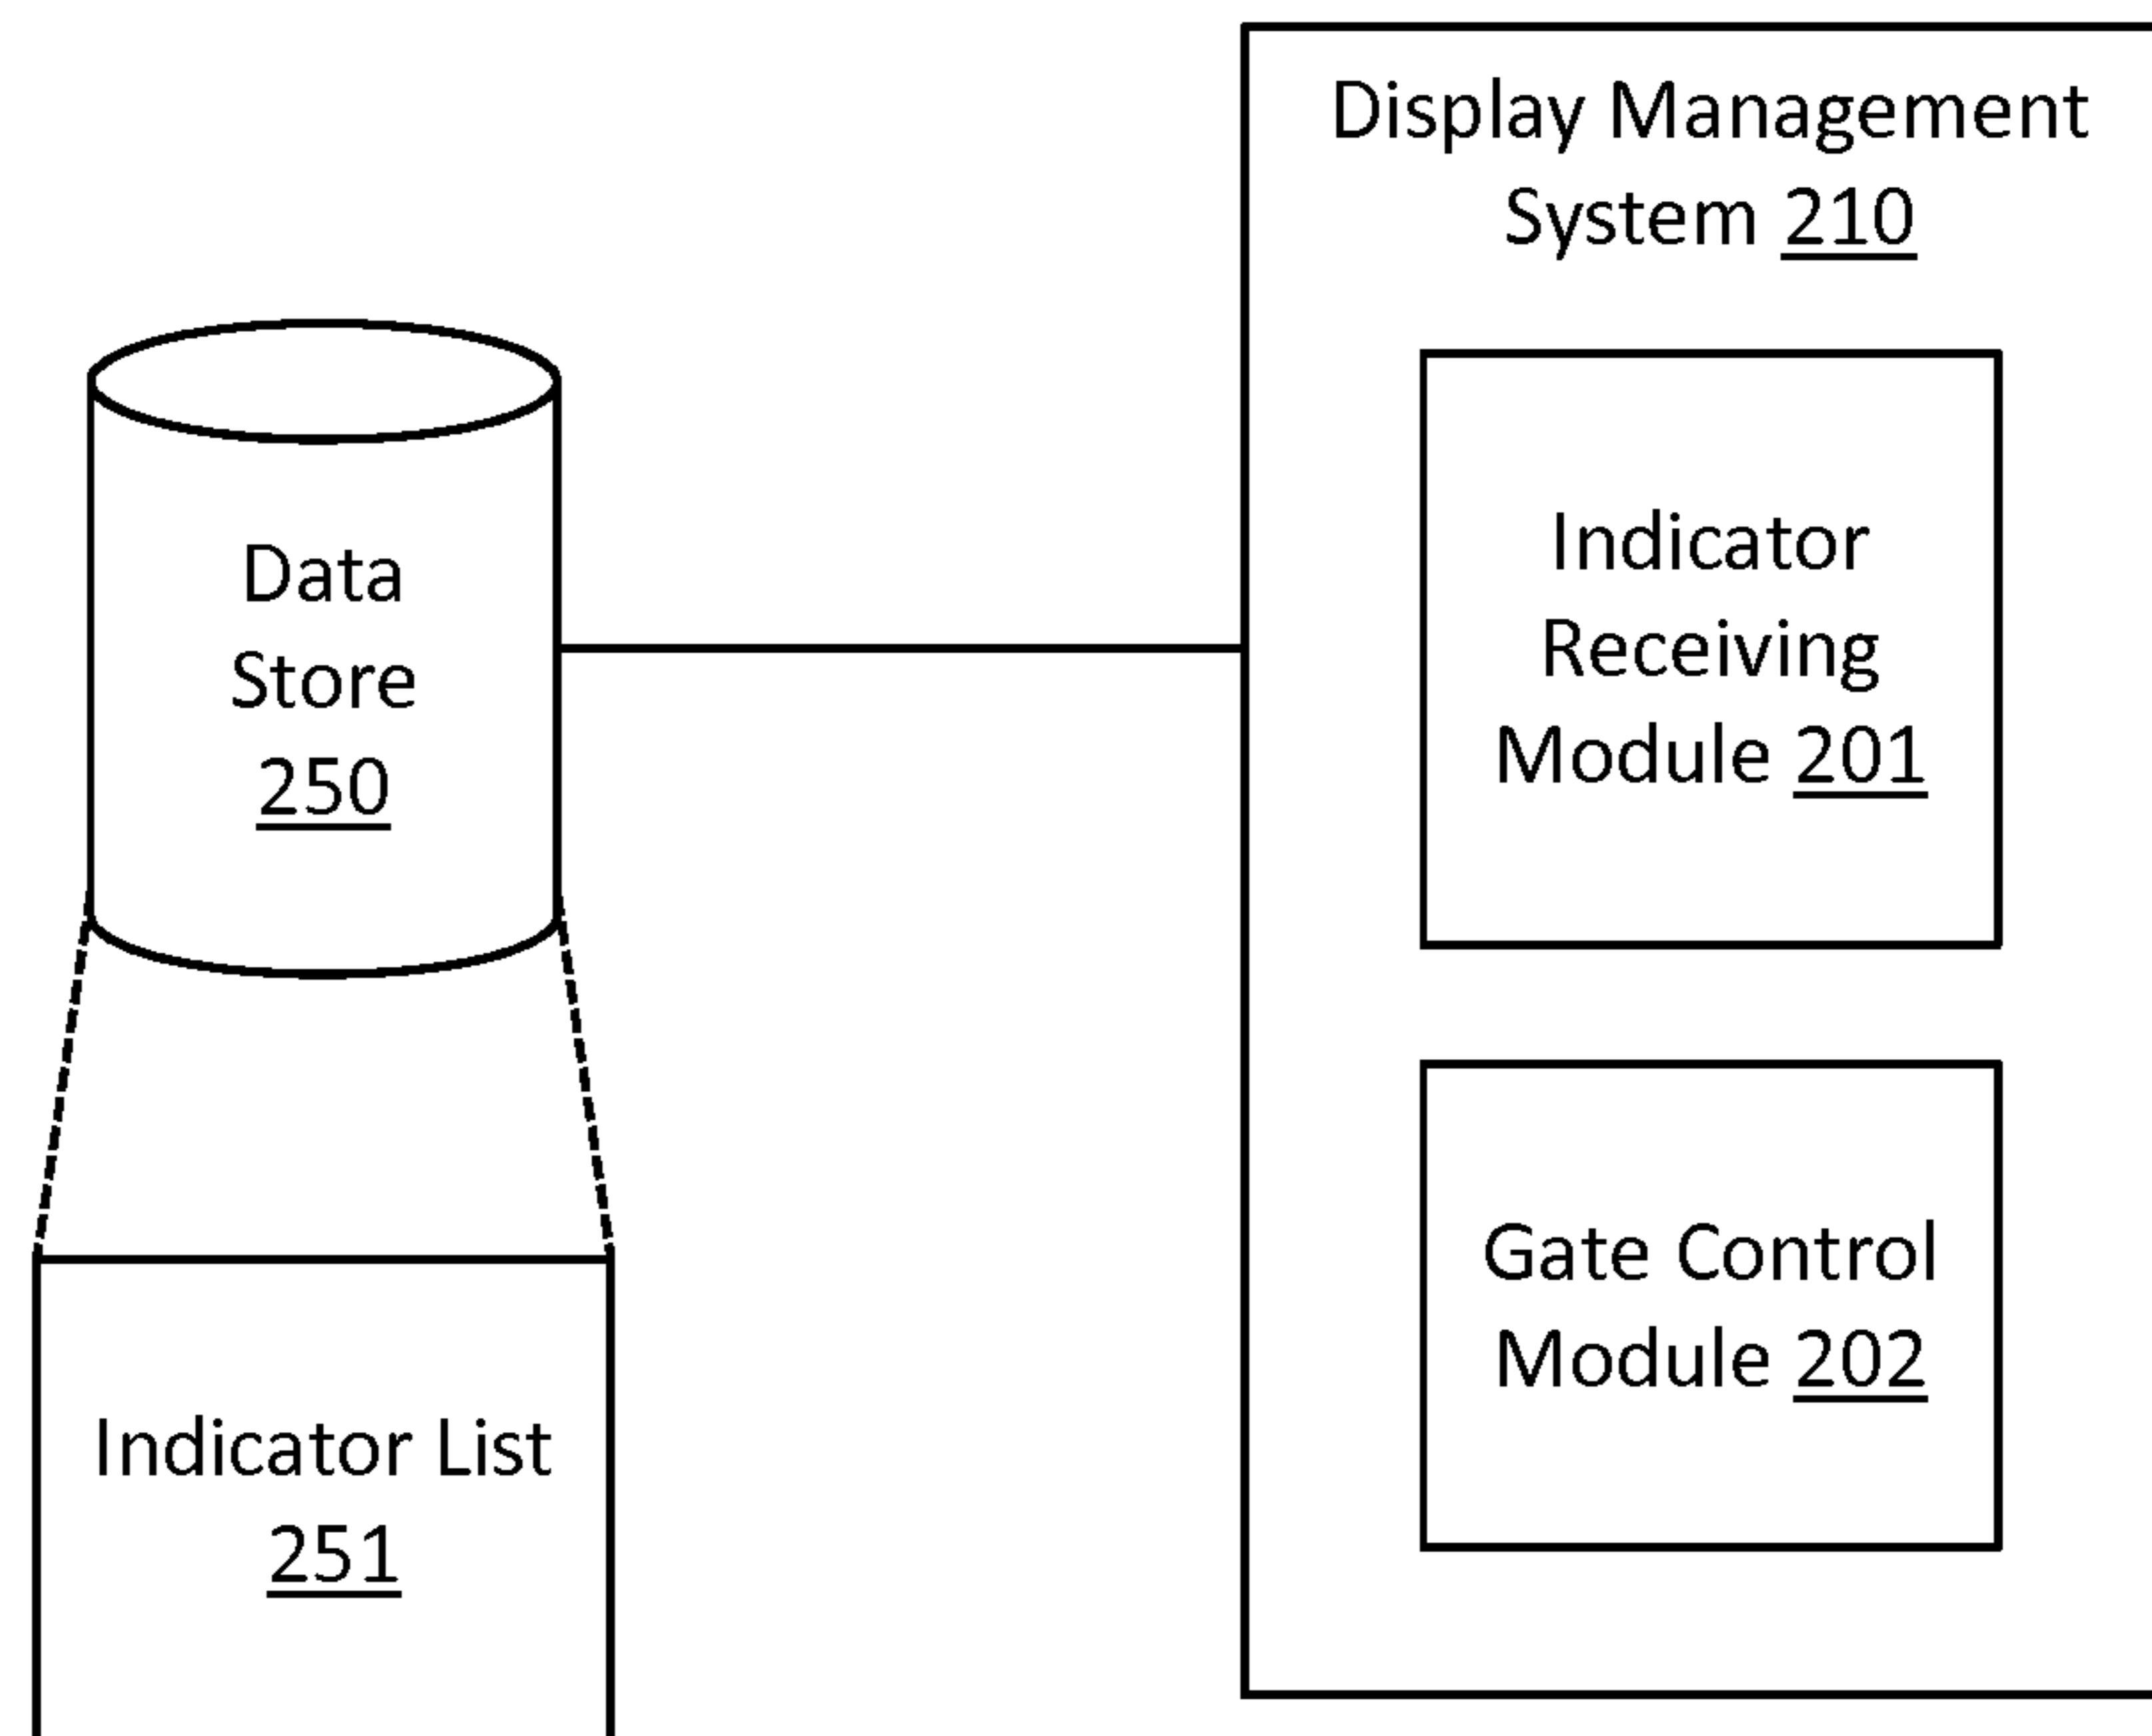 Display Management
System 210
Data
Store
250
Indicator
Receiving
Module 201
Gate Control
Module 202
Indicator List
251